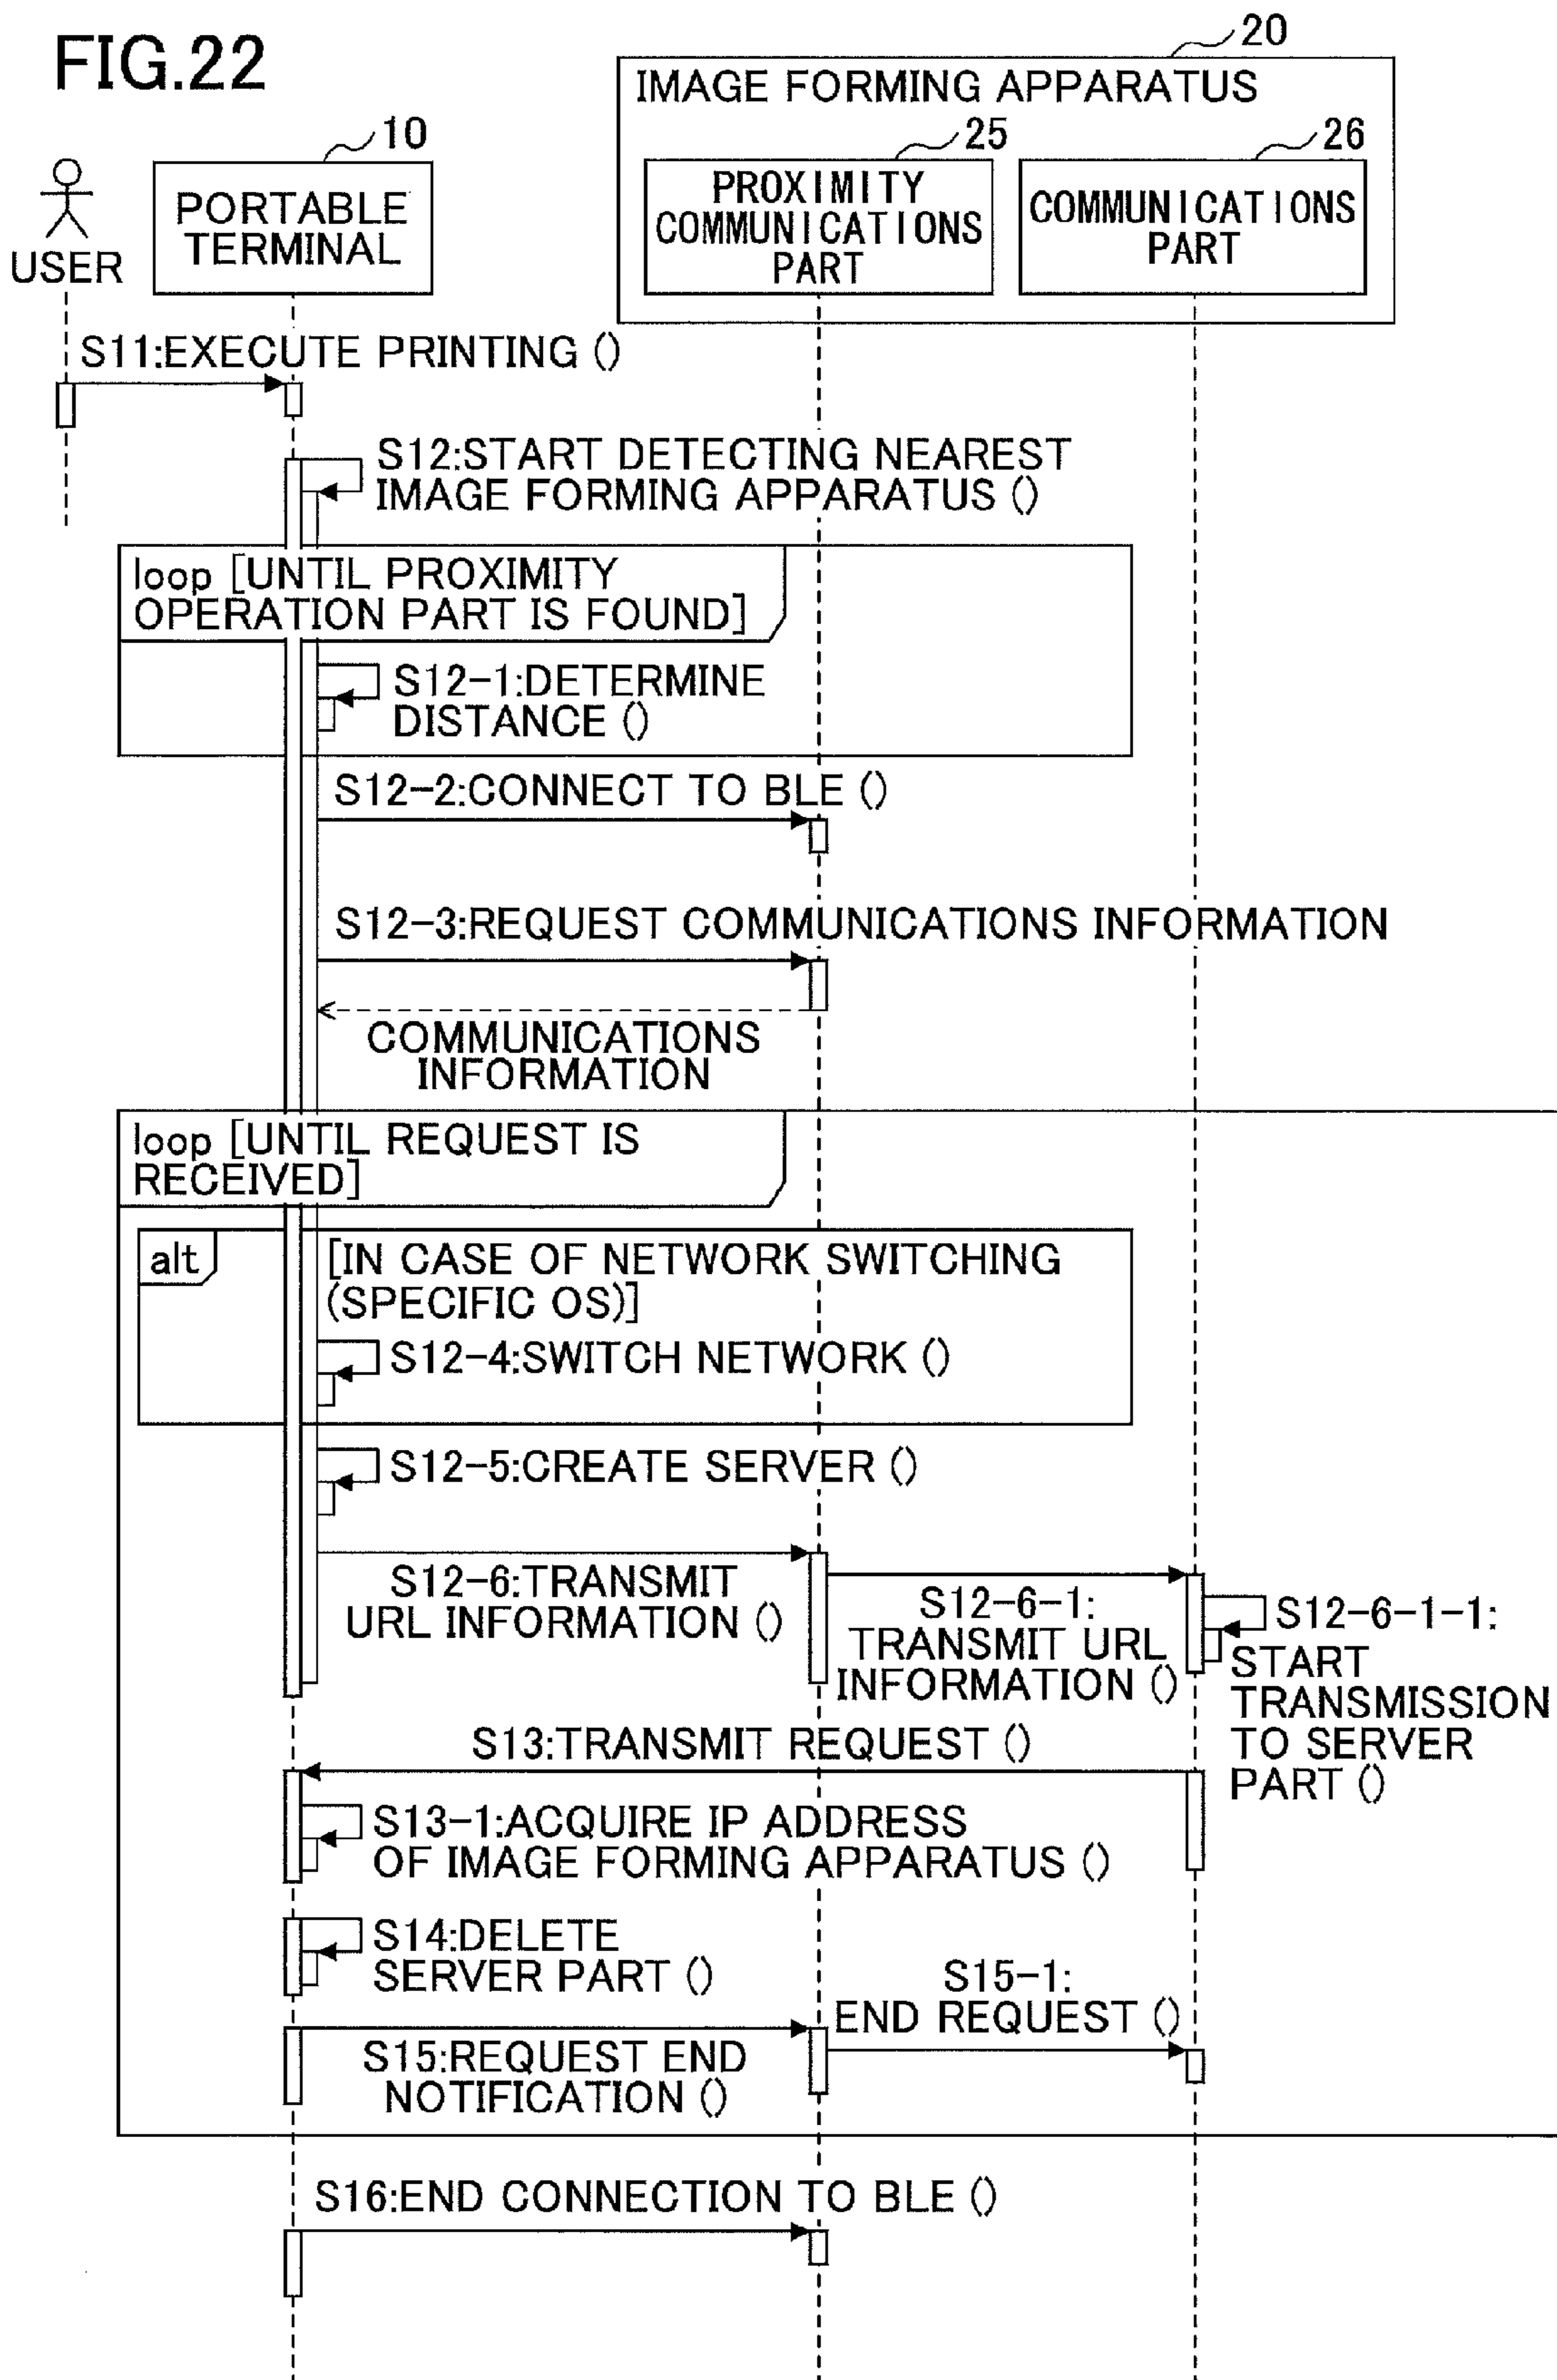 FIG.22
20
IMAGE FORMING APPARATUS
10
25
26
PORTABLE
TERMINAL
PROXIMITY
COMMUNICATIONS
PART
COMMUNICATIONS
PART
USER
S11:EXECUTE PRINTING ()
S12:START DETECTING NEAREST
IMAGE FORMING APPARATUS ()
loop [UNTIL PROXIMITY
OPERATION PART IS FOUND]
S12-1:DETERMINE
DISTANCE ()
S12-2:CONNECT TO BLE ()
S12-3:REQUEST COMMUNICATIONS INFORMATION
COMMUNICATIONS
INFORMATION
loop [UNTIL REQUEST IS
RECEIVED]
alt
[IN CASE OF NETWORK SWITCHING
(SPECIFIC OS)]
S12-4:SWITCH NETWORK ()
S12-5:CREATE SERVER ()
S12-6:TRANSMIT
URL INFORMATION ()
S12-6-1:
TRANSMIT URL
INFORMATION ()
S12-6-1-1:
START
TRANSMISSION
TO SERVER
PART ()
S13:TRANSMIT REQUEST ()
S13-1:ACQUIRE IP ADDRESS
OF IMAGE FORMING APPARATUS ()
S14:DELETE
SERVER PART ()
S15-1:
END REQUEST ()
S15:REQUEST END
NOTIFICATION ()
S16:END CONNECTION TO BLE ()